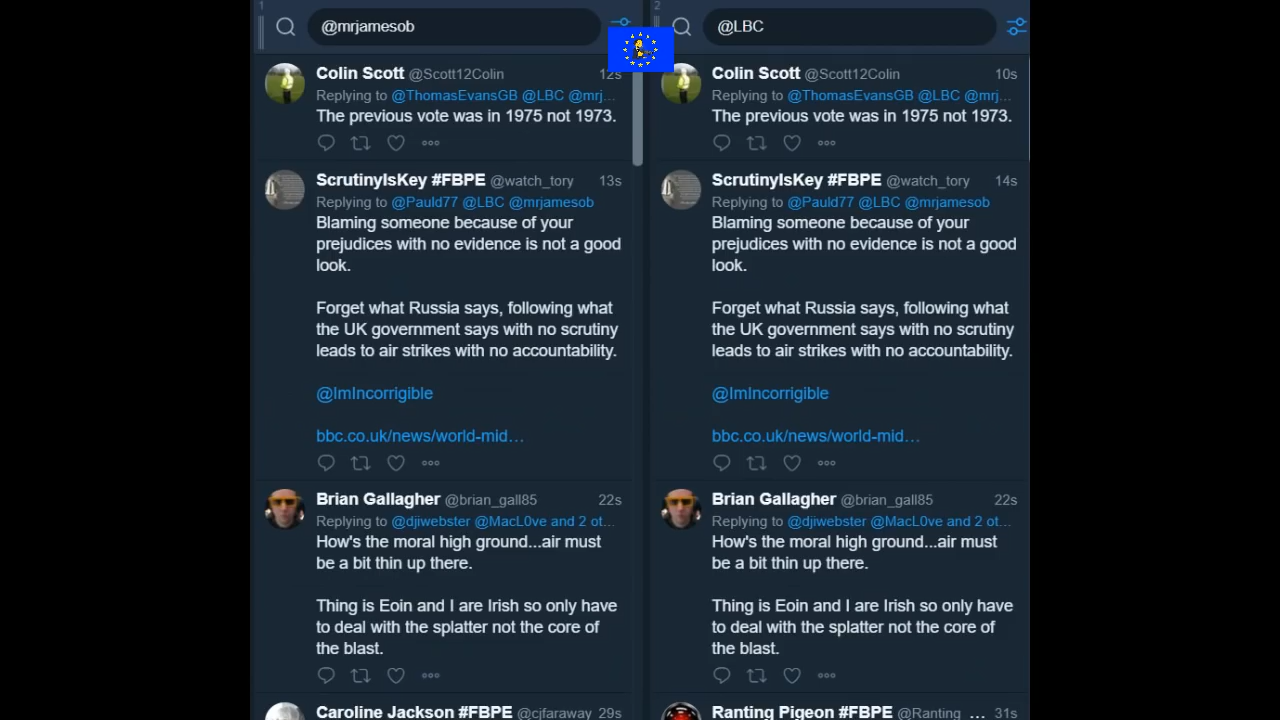 1
@mrjamesob
Colin Scott @Scott12Colin 12s
Replying to @ThomasEvansGB @LBC @mrj...
The previous vote was in 1975 not 1973.
ScrutinyIsKey #FBPE @watch_tory 13s
Replying to @Pauld77 @LBC @mrjamesob
Blaming someone because of your
prejudices with no evidence is not a good
look.
Forget what Russia says, following what
the UK government says with no scrutiny
leads to air strikes with no accountability.
@ImIncorrigible
bbc.co.uk/news/world-mid…
Brian Gallagher @brian_gall85 22s
Replying to @djiwebster @MacL0ve and 2 ot...
How's the moral high ground...air must
be a bit thin up there.
Thing is Eoin and I are Irish so only have
to deal with the splatter not the core of
the blast.
Caroline Jackson #FBPE @cjfaraway 29s
2
@LBC
Colin Scott @Scott12Colin 10s
Replying to @ThomasEvansGB @LBC @mrj...
The previous vote was in 1975 not 1973.
ScrutinyIsKey #FBPE @watch_tory 14s
Replying to @Pauld77 @LBC @mrjamesob
Blaming someone because of your
prejudices with no evidence is not a good
look.
Forget what Russia says, following what
the UK government says with no scrutiny
leads to air strikes with no accountability.
@ImIncorrigible
bbc.co.uk/news/world-mid…
Brian Gallagher @brian_gall85 22s
Replying to @djiwebster @MacL0ve and 2 ot...
How's the moral high ground...air must
be a bit thin up there.
Thing is Eoin and I are Irish so only have
to deal with the splatter not the core of
the blast.
Ranting Pigeon #FBPE @Ranting_... 31s